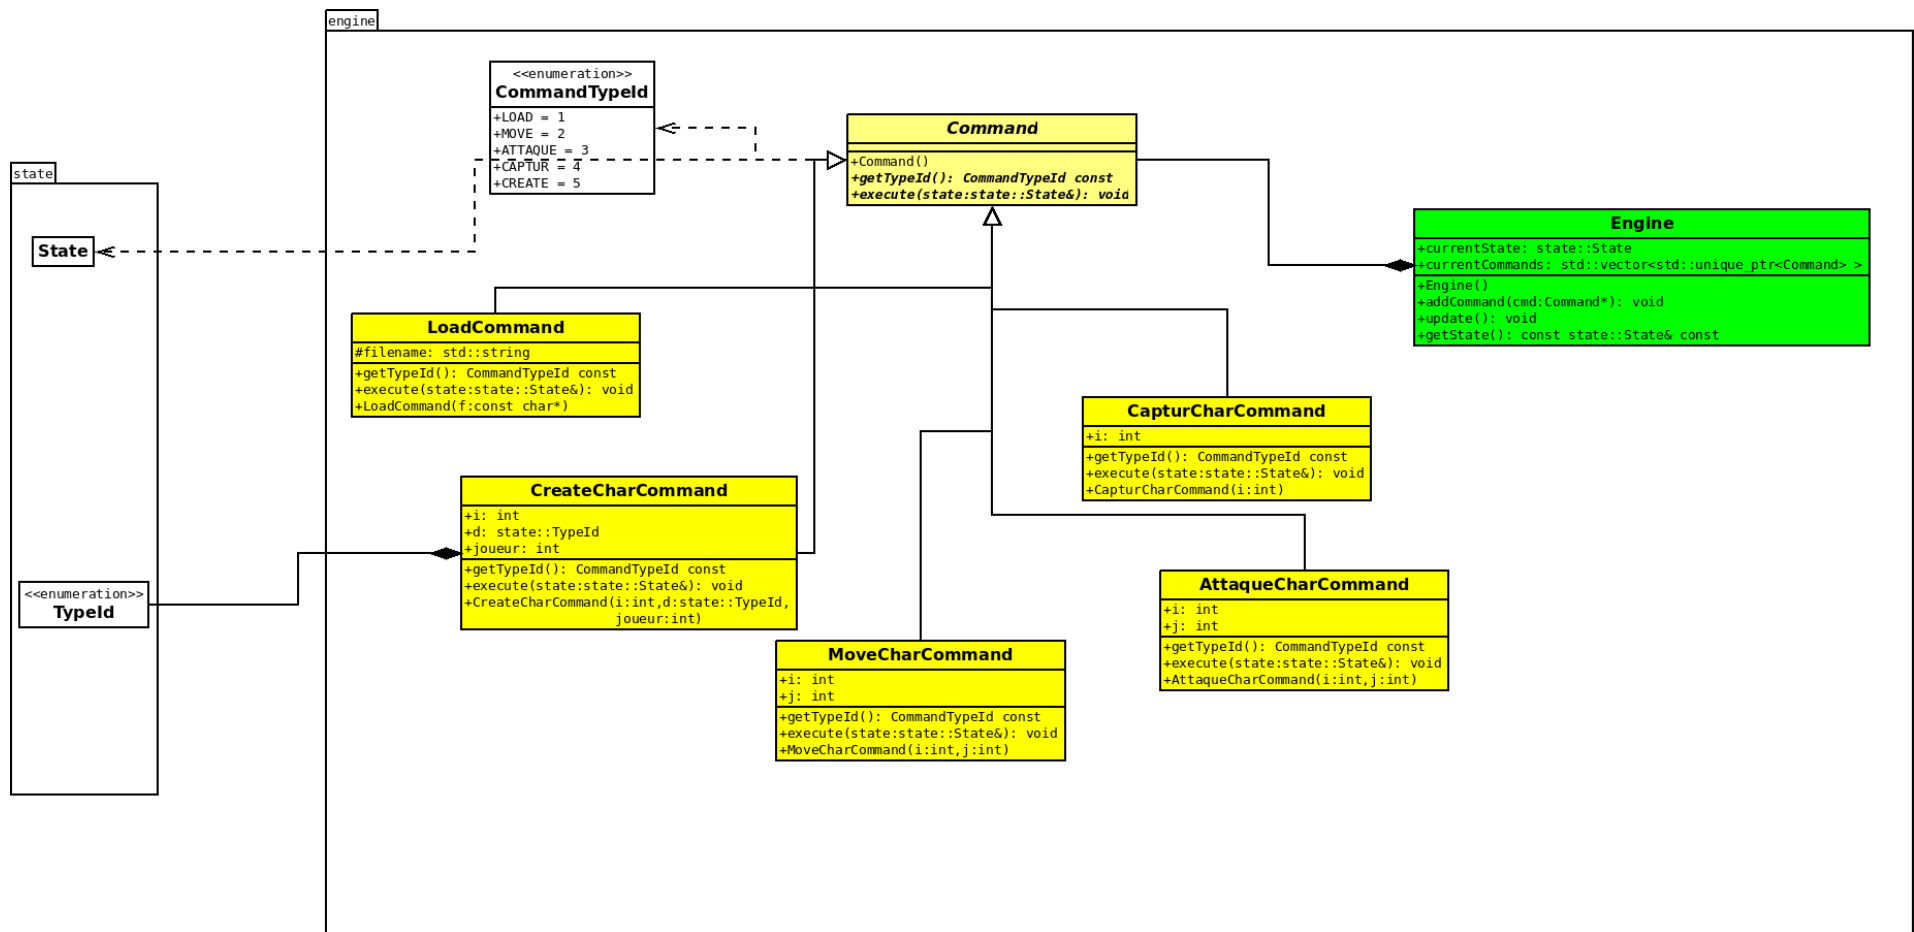 engine
<<enumeration>>
CommandTypeId
+LOAD = 1
+MOVE = 2
+ATTAQUE = 3
+CAPTUR = 4
+CREATE = 5
Command
+Command()
+getTypeId(): CommandTypeId const
+execute(state:state::State&): void
state
State
<<enumeration>>
TypeId
Engine
+currentState: state::State
+currentCommands: std::vector<std::unique_ptr<Command> >
+Engine()
+addCommand(cmd:Command*): void
+update(): void
+getState(): const state::State& const
LoadCommand
#filename: std::string
+getTypeId(): CommandTypeId const
+execute(state:state::State&): void
+LoadCommand(f:const char*)
CapturCharCommand
+i: int
+getTypeId(): CommandTypeId const
+execute(state:state::State&): void
+CapturCharCommand(i:int)
CreateCharCommand
+i: int
+d: state::TypeId
+joueur: int
+getTypeId(): CommandTypeId const
+execute(state:state::State&): void
+CreateCharCommand(i:int,d:state::TypeId,
joueur:int)
AttaqueCharCommand
+i: int
+j: int
+getTypeId(): CommandTypeId const
+execute(state:state::State&): void
+AttaqueCharCommand(i:int,j:int)
MoveCharCommand
+i: int
+j: int
+getTypeId(): CommandTypeId const
+execute(state:state::State&): void
+MoveCharCommand(i:int,j:int)